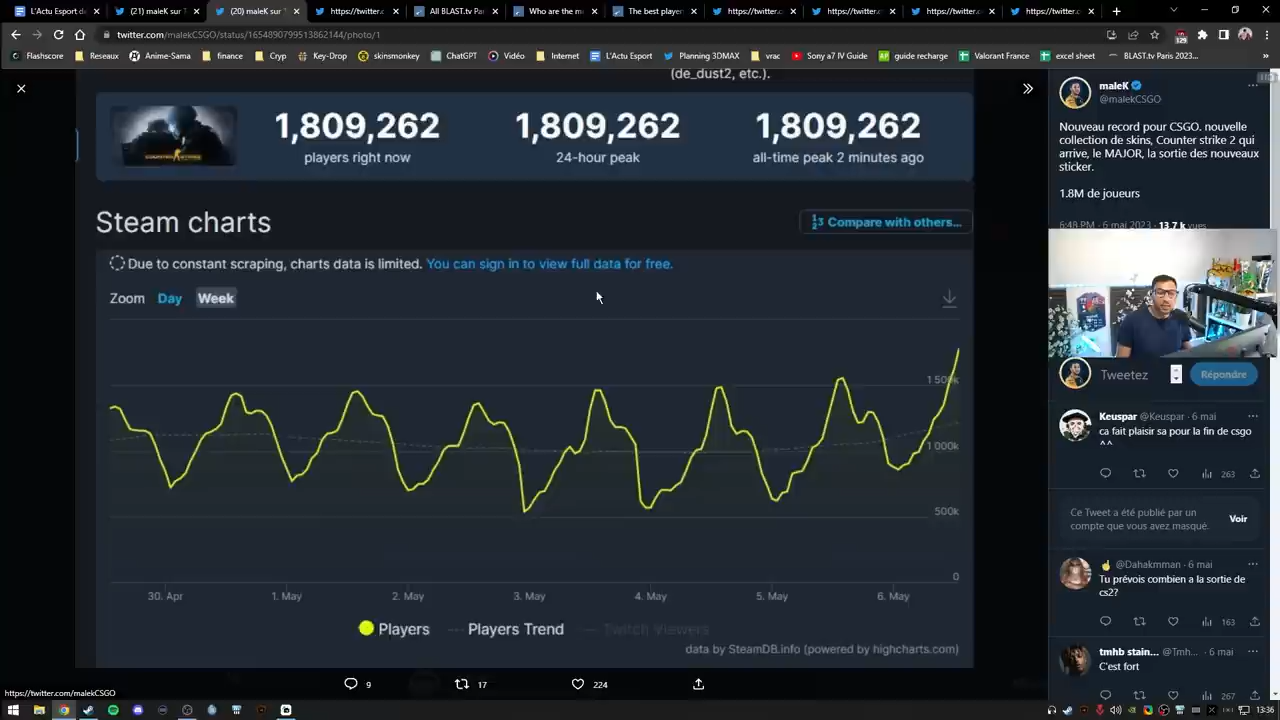 L'Actu Esport de
(21) maleK sur
(20) maleK sur
https://twitter.c
All BLAST.tv Par
Who are the m
The best player
https://twitter.c
https://twitter.c
https://twitter.c
https://twitter.c
twitter.com/malekCSGO/status/1654890799513862144/photo/1
129
Flashscore
Reseaux
Anime-Sama
finance
Cryp
Key-Drop
skinsmonkey
ChatGPT
Vidéo
Internet
L'Actu Esport
Planning 3DMAX
vrac
Sony a7 IV Guide
guide recharge
Valorant France
excel sheet
BLAST.tv Paris 2023...
(de_dust2, etc.).
COUNTER STRIKE
1,809,262
players right now
1,809,262
24-hour peak
1,809,262
all-time peak 2 minutes ago
Steam charts
Compare with others...
Due to constant scraping, charts data is limited. You can sign in to view full data for free.
Zoom
Day
Week
1 500k
1 000k
500k
0
30. Apr
1. May
2. May
3. May
4. May
5. May
6. May
Players
Players Trend
Twitch Viewers
data by SteamDB.info (powered by highcharts.com)
9
17
224
https://twitter.com/malekCSGO
maleK
@malekCSGO
Nouveau record pour CSGO. nouvelle
collection de skins, Counter strike 2 qui
arrive, le MAJOR, la sortie des nouveaux
sticker.
1.8M de joueurs
6:48 PM · 6 mai 2023 · 13,7 k vues
Tweetez
Répondre
Keuspar @Keuspar · 6 mai
ca fait plaisir sa pour la fin de csgo
^^
263
Ce Tweet a été publié par un
compte que vous avez masqué.
Voir
@Dahakmman · 6 mai
Tu prévois combien a la sortie de
cs2??
163
tmhb stain... @Tmh... · 6 mai
C'est fort
267
13:36